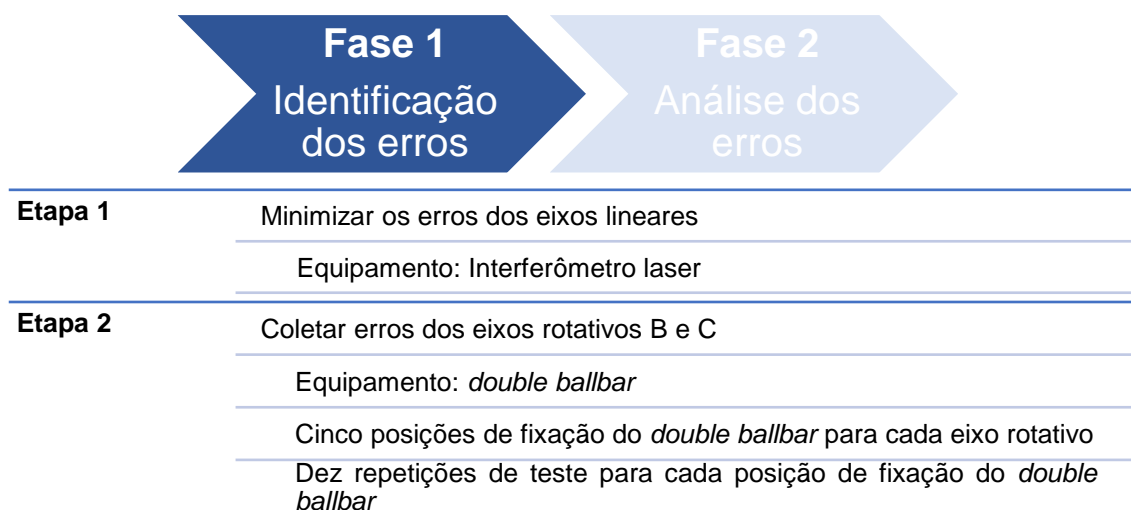 Fase 1
Identificação
dos erros
Fase 2
Análise dos
erros
Etapa 1
Minimizar os erros dos eixos lineares
Equipamento: Interferômetro laser
Etapa 2
Coletar erros dos eixos rotativos B e C
Equipamento: double ballbar
Cinco posições de fixação do double ballbar para cada eixo rotativo
Dez repetições de teste para cada posição de fixação do double
ballbar